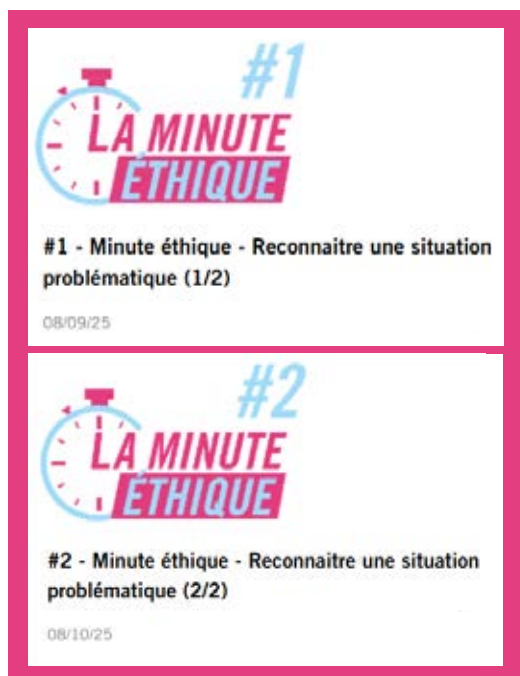 #1
LA MINUTE
ÉTHIQUE
#1 - Minute éthique - Reconnaitre une situation
problématique (1/2)
08/09/25
#2
LA MINUTE
ÉTHIQUE
#2 - Minute éthique - Reconnaitre une situation
problématique (2/2)
08/10/25